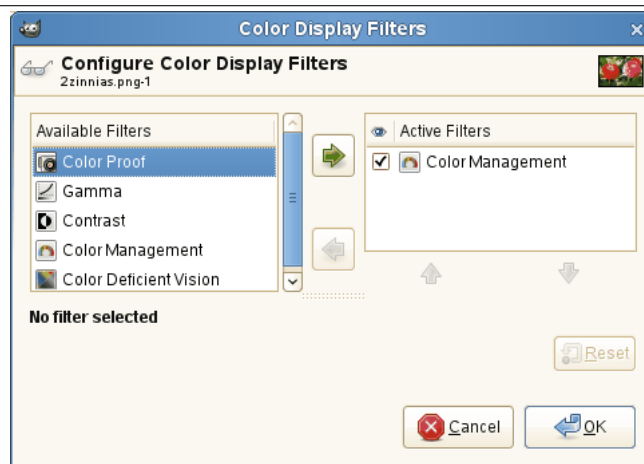 Color Display Filters
Configure Color Display Filters
2zinnias.png-1
Available Filters
Color Proof
Gamma
Contrast
Color Management
Color Deficient Vision
Active Filters
Color Management
No filter selected
Reset
Cancel
OK